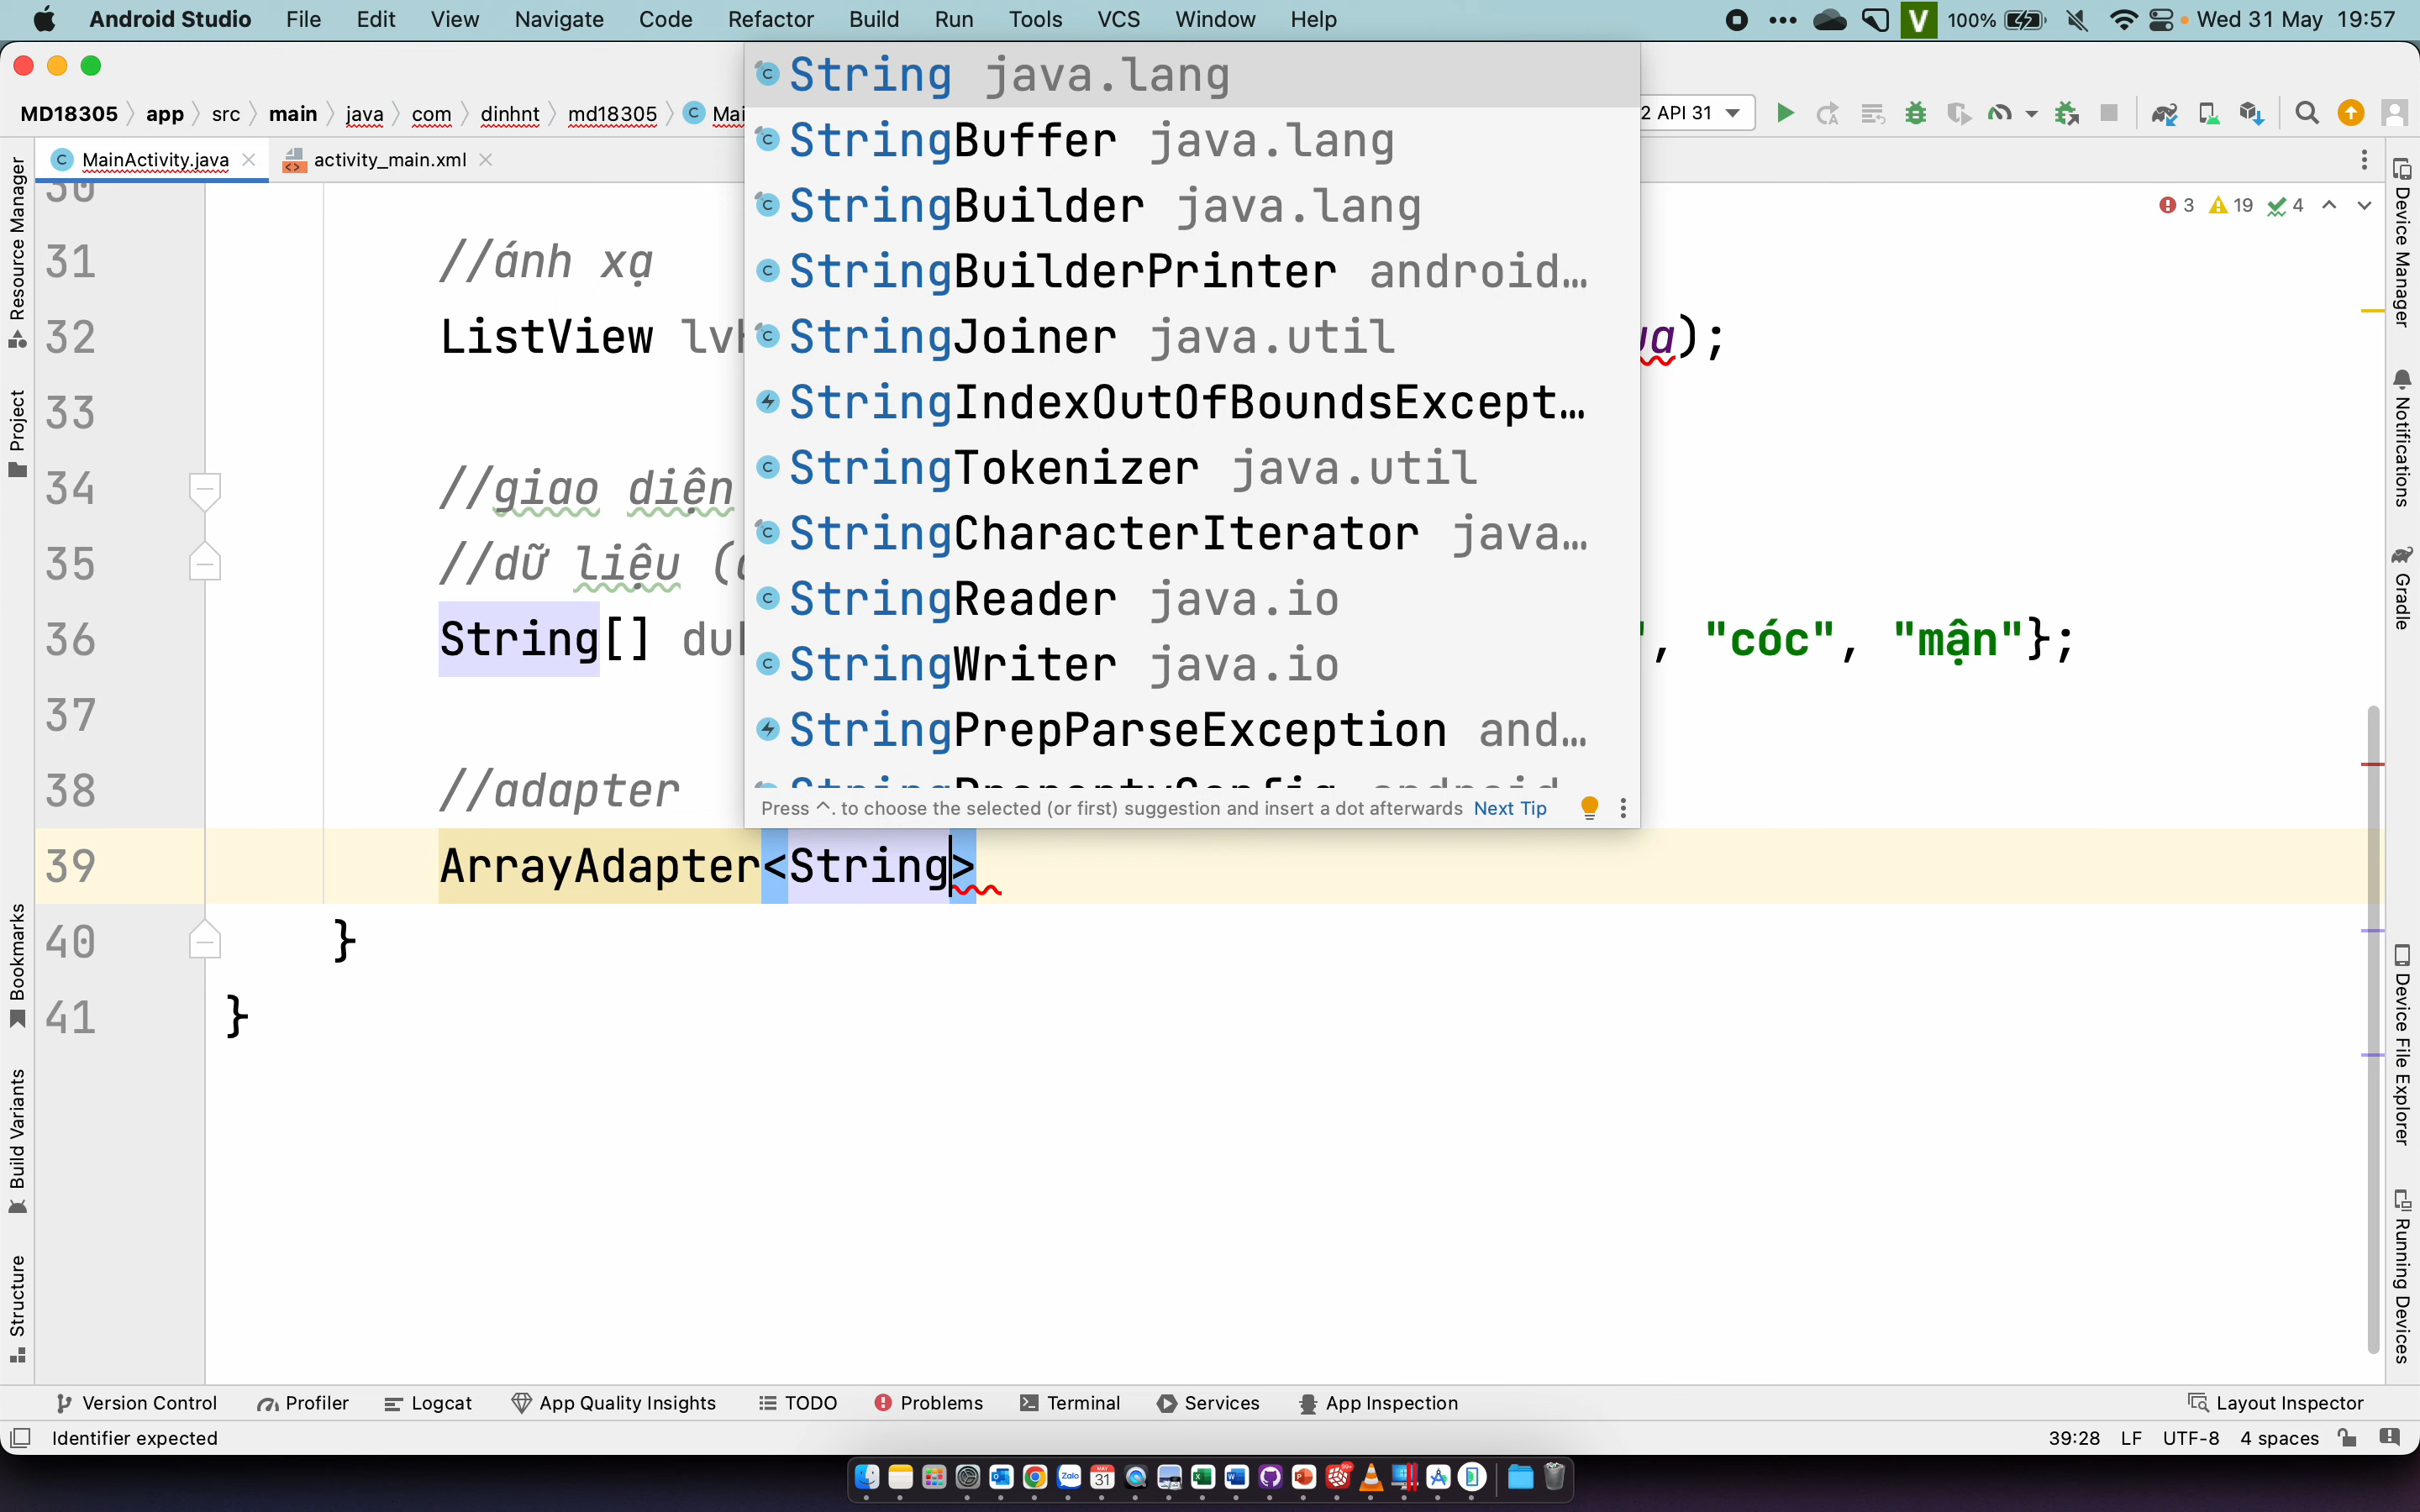 Android Studio File Edit View Navigate Code Refactor Build Run Tools VCS Window Help V 100% Wed 31 May 19:57
MD18305 app src main java com dinhnt md18305 C Mai 2 API 31
C MainActivity.java activity_main.xml
String java.lang
StringBuffer java.lang
StringBuilder java.lang
StringBuilderPrinter android…
StringJoiner java.util
StringIndexOutOfBoundsExcept…
StringTokenizer java.util
StringCharacterIterator java…
StringReader java.io
StringWriter java.io
StringPrepParseException and…
StringPropertyConfig android
Press ^. to choose the selected (or first) suggestion and insert a dot afterwards Next Tip
3 19 4
30
31 //ánh xạ
32 ListView lv );
33
34 //giao diện
35 //dữ liệu (
36 String[] , "cóc", "mận"};
37
38 //adapter
39 ArrayAdapter<String>
40 }
41 }
Resource Manager
Project
Bookmarks
Build Variants
Structure
Device Manager
Notifications
Gradle
Device File Explorer
Running Devices
Version Control Profiler Logcat App Quality Insights TODO Problems Terminal Services App Inspection Layout Inspector
Identifier expected 39:28 LF UTF-8 4 spaces
Zalo 31